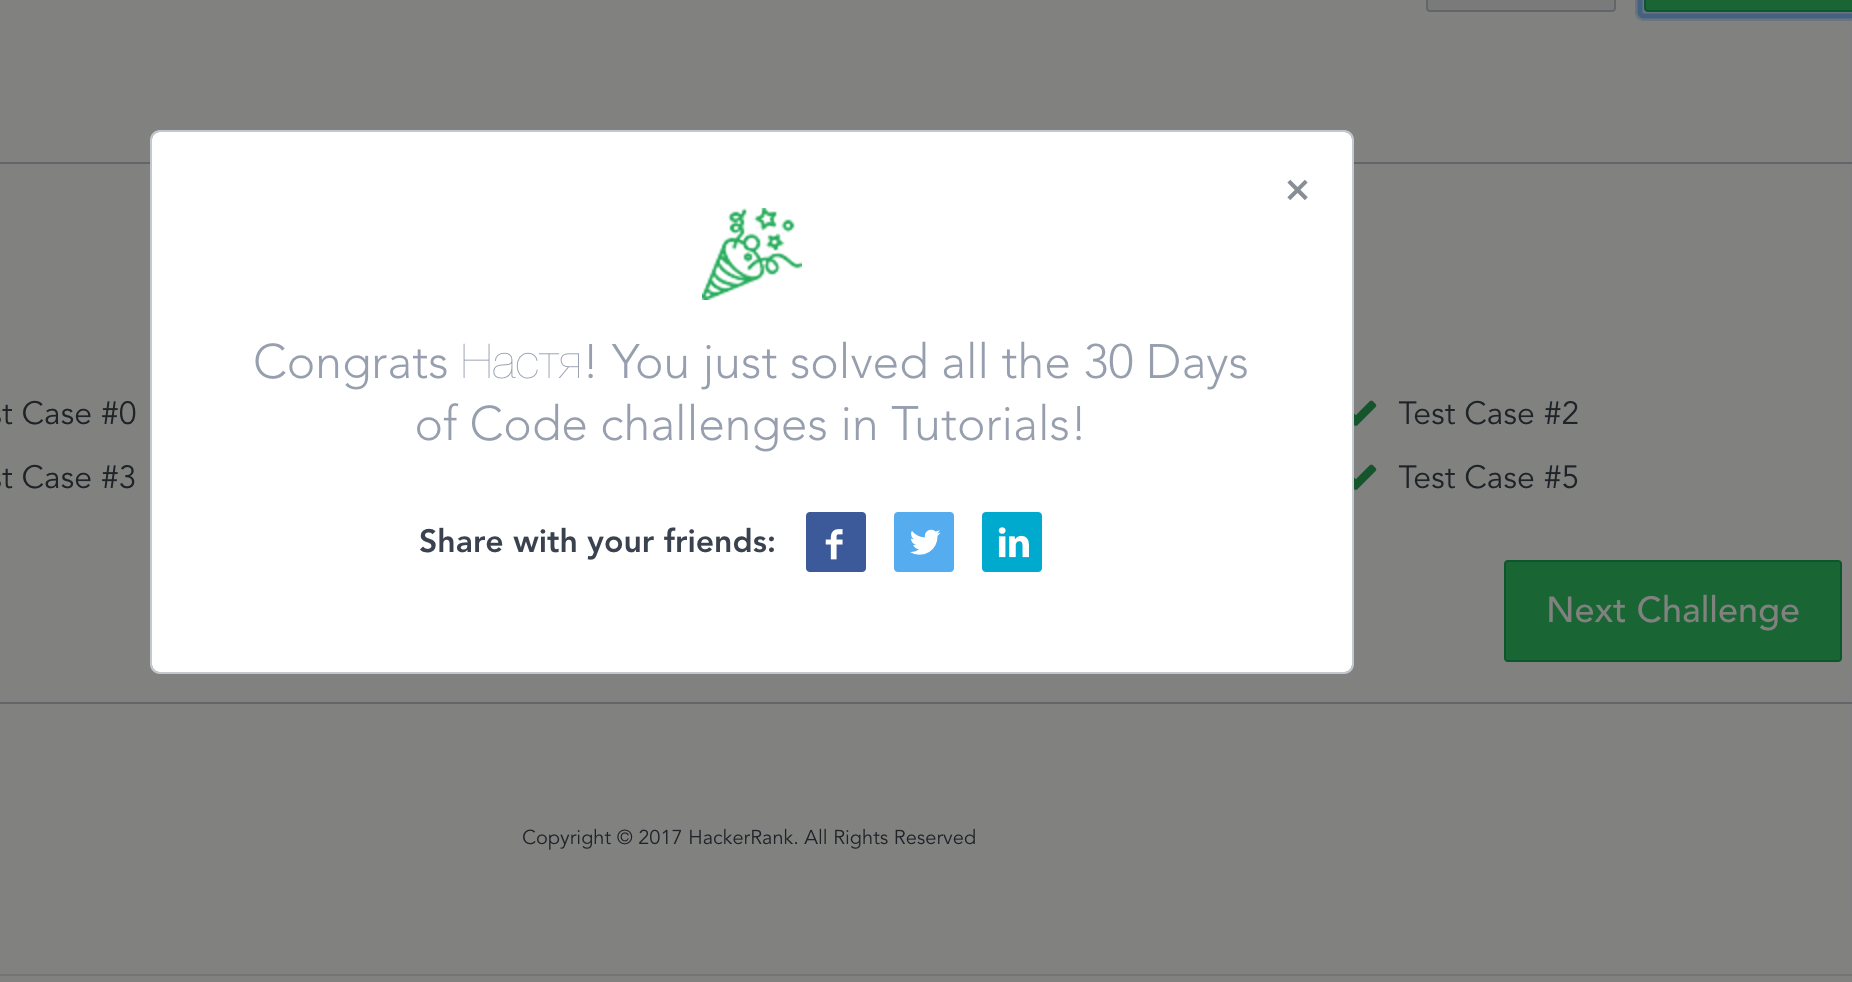 Congrats Настя! You just solved all the 30 Days
of Code challenges in Tutorials!
Share with your friends:
t Case #0
Test Case #2
t Case #3
Test Case #5
Next Challenge
Copyright © 2017 HackerRank. All Rights Reserved